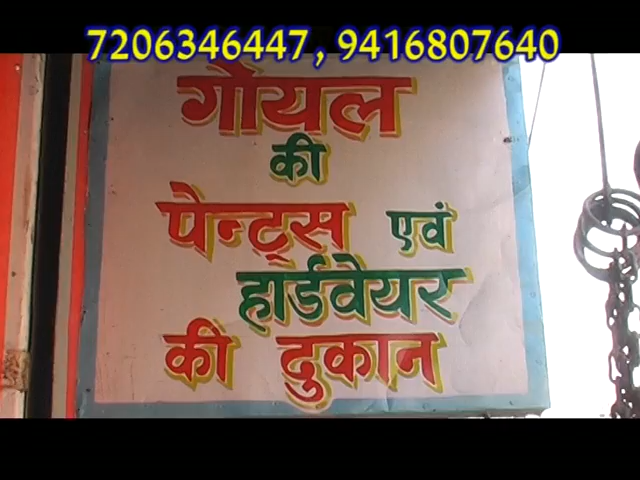 7206346447, 9416807640
गोयल
की
पेन्ट्स एवं
हार्डवेयर
की दुकान